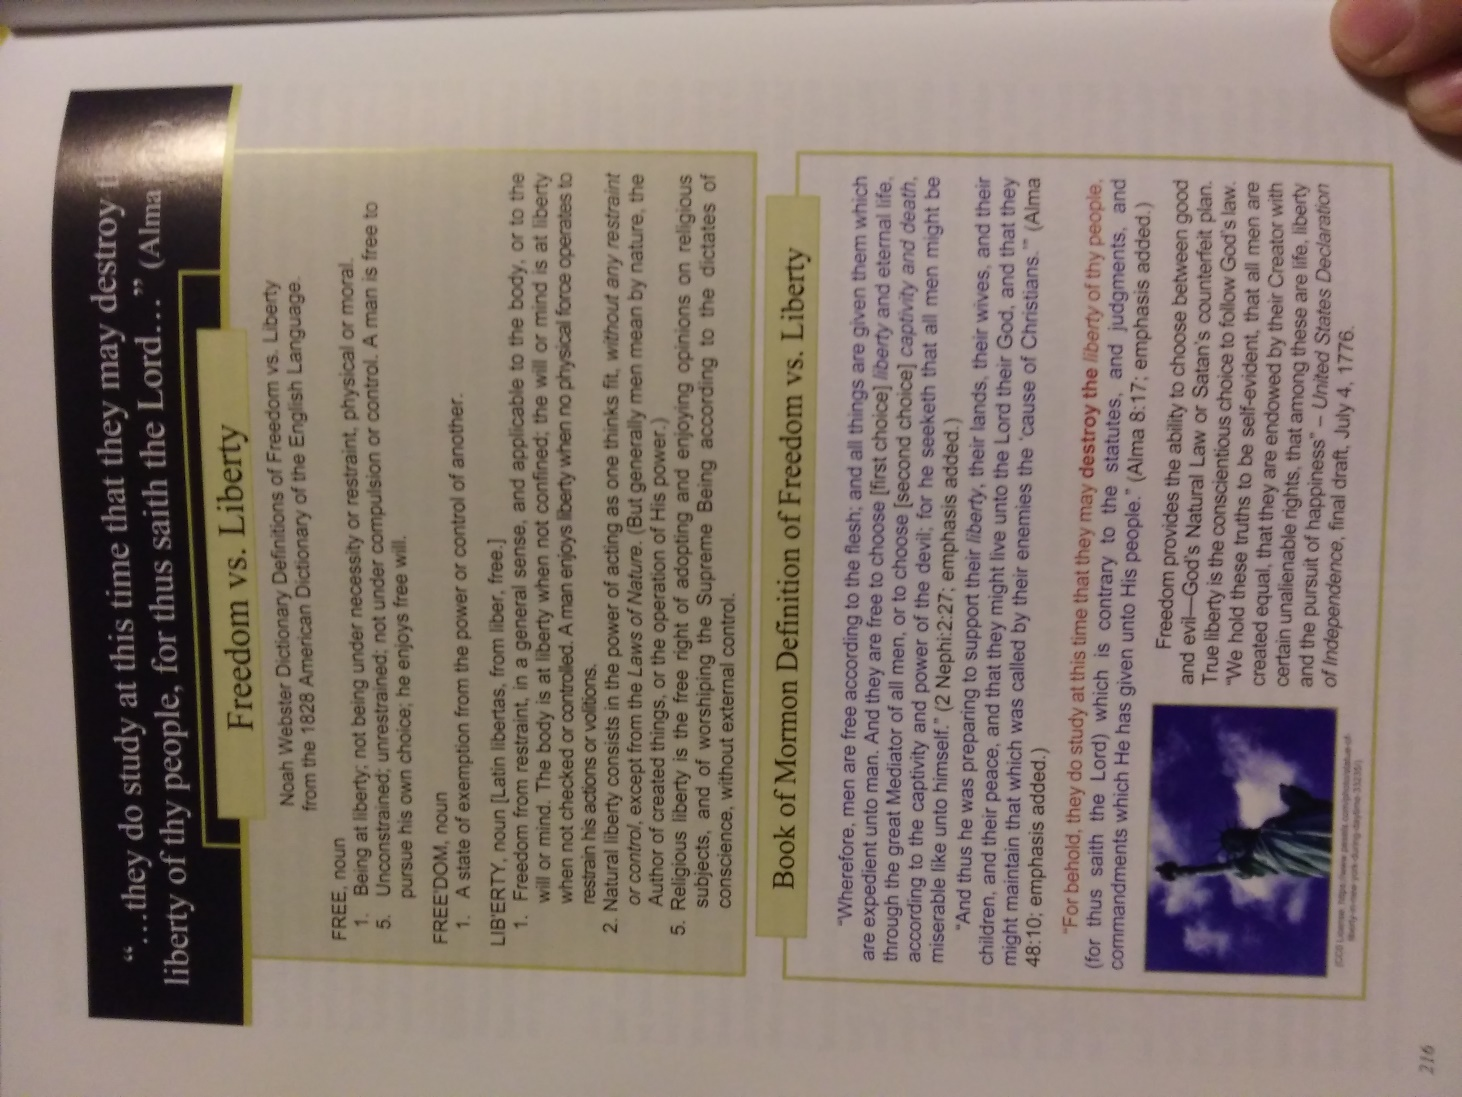 “…they do study at this time that they may destroy
liberty of thy people, for thus saith the Lord…” (Alma
Freedom vs. Liberty
Noah Webster Dictionary Definitions of Freedom vs. Liberty
from the 1828 American Dictionary of the English Language.
FREE, noun
1. Being at liberty; not being under necessity or restraint, physical or moral.
5. Unconstrained; unrestrained; not under compulsion or control. A man is free to
pursue his own choice; he enjoys free will.
FREE'DOM, noun
1. A state of exemption from the power or control of another.
LIB'ERTY, noun [Latin libertas, from liber, free.]
1. Freedom from restraint, in a general sense, and applicable to the body, or to the
will or mind. The body is at liberty when not confined; the will or mind is at liberty
when not checked or controlled. A man enjoys liberty when no physical force operates to
restrain his actions or volitions.
2. Natural liberty consists in the power of acting as one thinks fit, without any restraint
or control, except from the Laws of Nature. (But generally men mean by nature, the
Author of created things, or the operation of His power.)
5. Religious liberty is the free right of adopting and enjoying opinions on religious
subjects, and of worshiping the Supreme Being according to the dictates of
conscience, without external control.
Book of Mormon Definition of Freedom vs. Liberty
“Wherefore, men are free according to the flesh; and all things are given them which
are expedient unto man. And they are free to choose [first choice] liberty and eternal life,
through the great Mediator of all men, or to choose [second choice] captivity and death,
according to the captivity and power of the devil; for he seeketh that all men might be
miserable like unto himself.” (2 Nephi:2:27; emphasis added.)
“And thus he was preparing to support their liberty, their lands, their wives, and their
children, and their peace, and that they might live unto the Lord their God, and that they
might maintain that which was called by their enemies the ‘cause of Christians.’” (Alma
48:10; emphasis added.)
“For behold, they do study at this time that they may destroy the liberty of thy people,
(for thus saith the Lord) which is contrary to the statutes, and judgments, and
commandments which He has given unto His people.” (Alma 8:17; emphasis added.)
Freedom provides the ability to choose between good
and evil—God's Natural Law or Satan's counterfeit plan.
True liberty is the conscientious choice to follow God's law.
“We hold these truths to be self-evident, that all men are
created equal, that they are endowed by their Creator with
certain unalienable rights, that among these are life, liberty
and the pursuit of happiness” – United States Declaration
of Independence, final draft, July 4, 1776.
(CC0 License: https://www.pexels.com/photo/statue-of-
liberty-in-new-york-during-daytime-
216